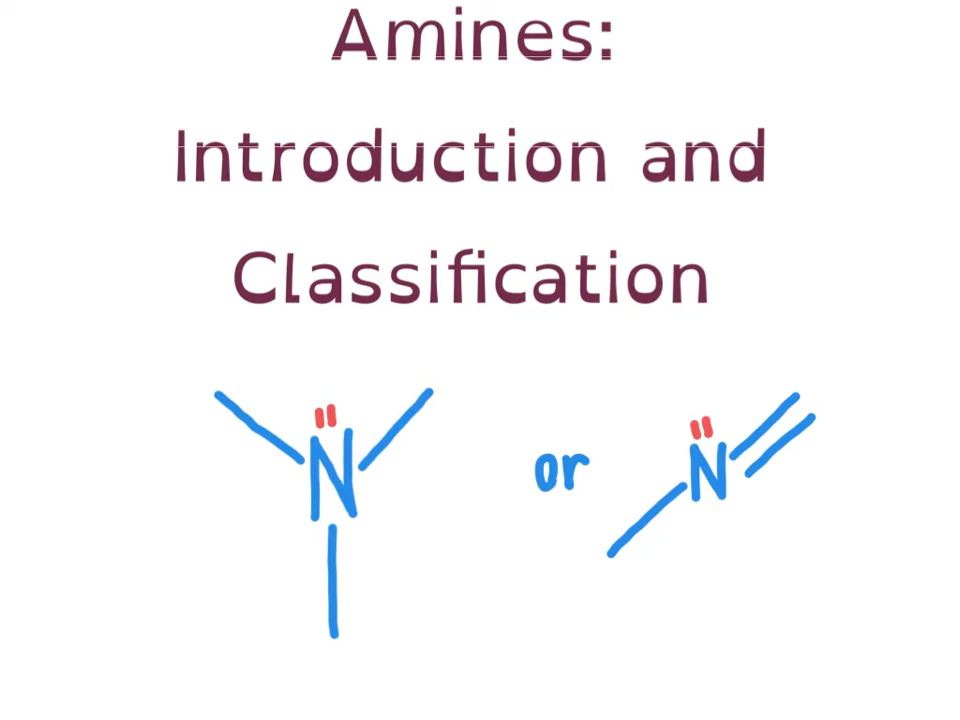 Amines:
Introduction and
Classification
N or N